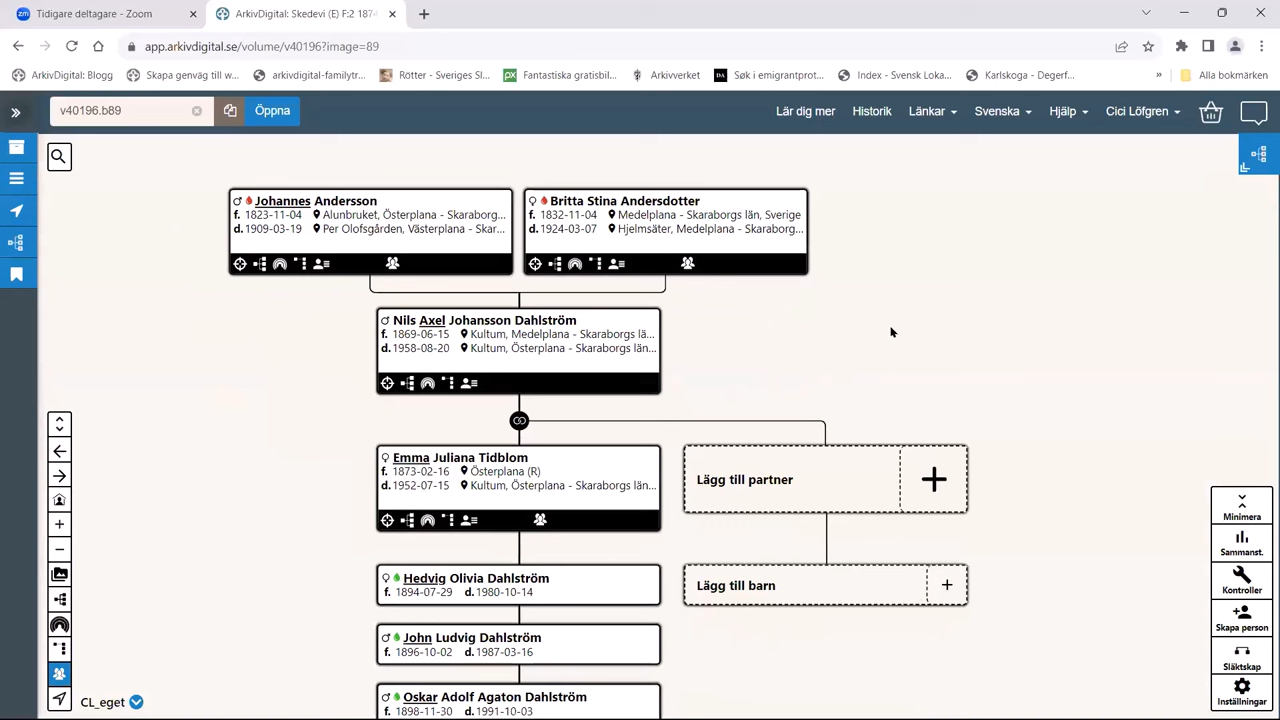 Tidigare deltagare - Zoom
ArkivDigital: Skedevi (E) F:2 187
app.arkivdigital.se/volume/v40196?image=89
ArkivDigital: Blogg
Skapa genväg till w...
arkivdigital-familytr...
Rötter - Sveriges Sl...
Fantastiska gratisbil...
Arkivverket
Søk i emigrantprot...
Index - Svensk Loka...
Karlskoga - Degerf...
Alla bokmärken
v40196.b89
Öppna
Lär dig mer
Historik
Länkar
Svenska
Hjälp
Cici Löfgren
Johannes Andersson
f. 1823-11-04 Alunbruket, Österplana - Skaraborg...
d. 1909-03-19 Per Olofsgården, Västerplana - Skar...
Britta Stina Andersdotter
f. 1832-11-04 Medelplana - Skaraborgs län, Sverige
d. 1924-03-07 Hjelmsäter, Medelplana - Skaraborg...
Nils Axel Johansson Dahlström
f. 1869-06-15 Kultum, Medelplana - Skaraborgs lä...
d. 1958-08-20 Kultum, Österplana - Skaraborgs län...
Emma Juliana Tidblom
f. 1873-02-16 Österplana (R)
d. 1952-07-15 Kultum, Österplana - Skaraborgs län...
Lägg till partner
Hedvig Olivia Dahlström
f. 1894-07-29 d. 1980-10-14
Lägg till barn
John Ludvig Dahlström
f. 1896-10-02 d. 1987-03-16
Oskar Adolf Agaton Dahlström
f. 1898-11-30 d. 1991-10-03
CL_eget
Minimera
Sammanst.
Kontroller
Skapa person
Släktskap
Inställningar